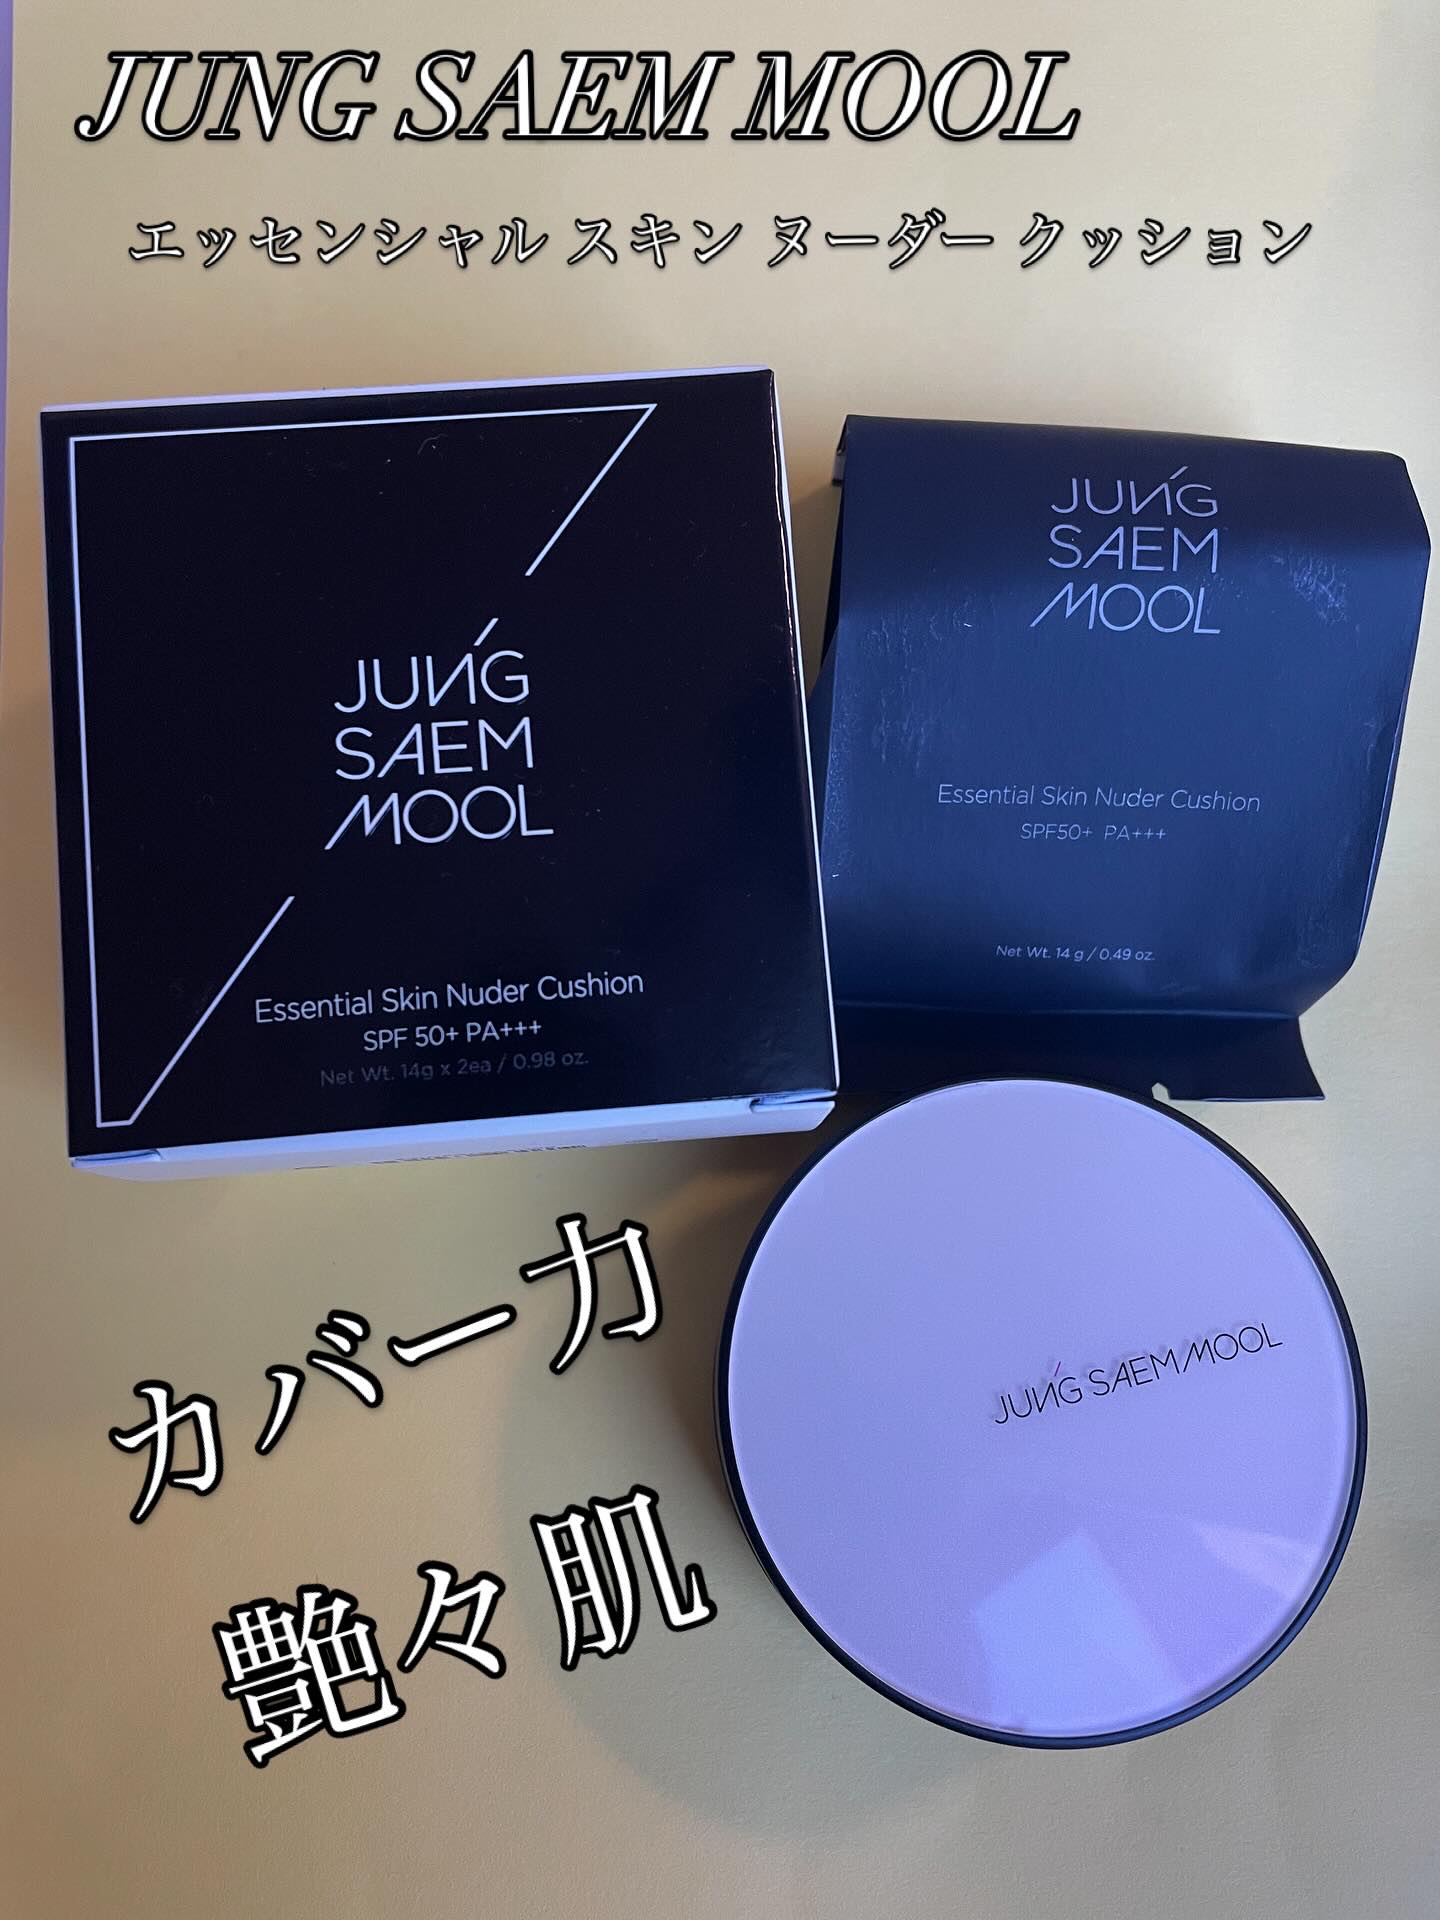 JUNG SAEM MOOL
エッセンシャル スキン ヌーダー クッション
JUNG
SAEM
MOOL
Essential Skin Nuder Cushion
SPF 50+ PA+++
Net Wt. 14g x 2ea / 0.98 oz.
JUNG
SAEM
MOOL
Essential Skin Nuder Cushion
SPF50+ PA+++
Net Wt. 14 g / 0.49 oz.
JUNG SAEM MOOL
カバー力
艶々肌